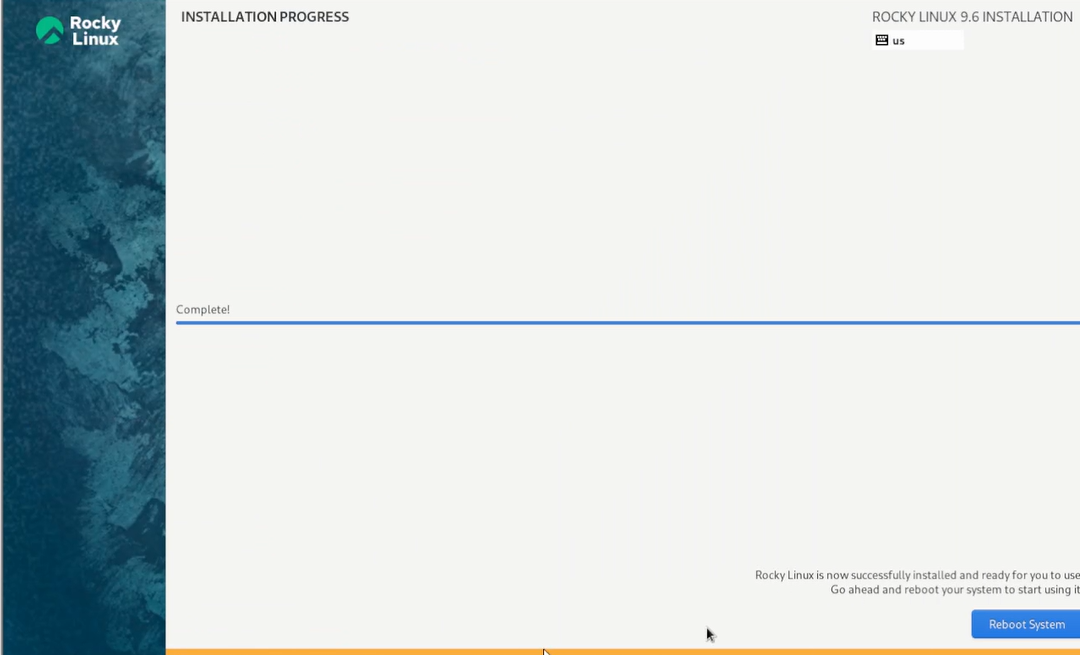 Rocky
Linux
INSTALLATION PROGRESS
ROCKY LINUX 9.6 INSTALLATION
us
Complete!
Rocky Linux is now successfully installed and ready for you to use
Go ahead and reboot your system to start using it
Reboot System